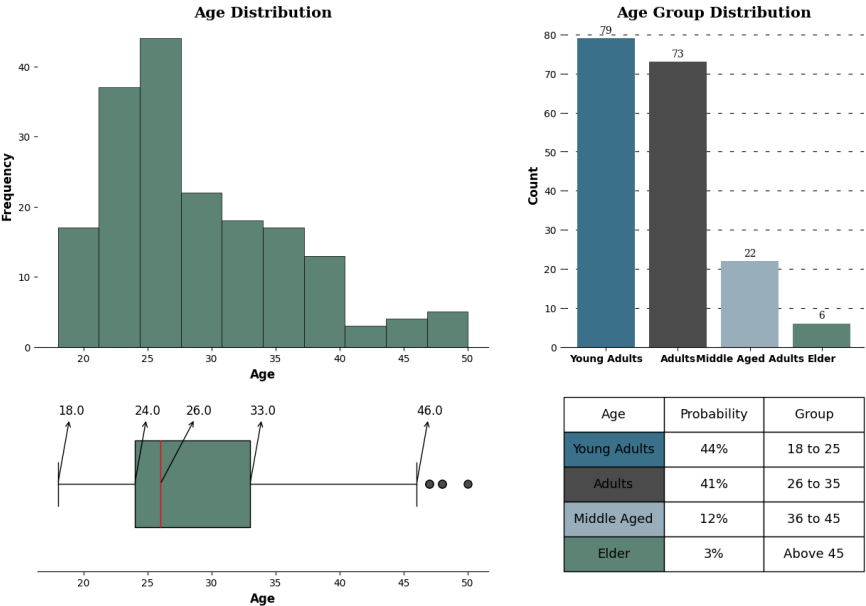 Age Distribution
Frequency
40
30
20
10
0
20 25 30 35 40 45 50
Age
Age Group Distribution
Count
80
70
60
50
40
30
20
10
0
79
73
22
6
Young Adults Adults Middle Aged Adults Elder
18.0 24.0 26.0 33.0 46.0
20 25 30 35 40 45 50
Age
Age Probability Group
Young Adults 44% 18 to 25
Adults 41% 26 to 35
Middle Aged 12% 36 to 45
Elder 3% Above 45